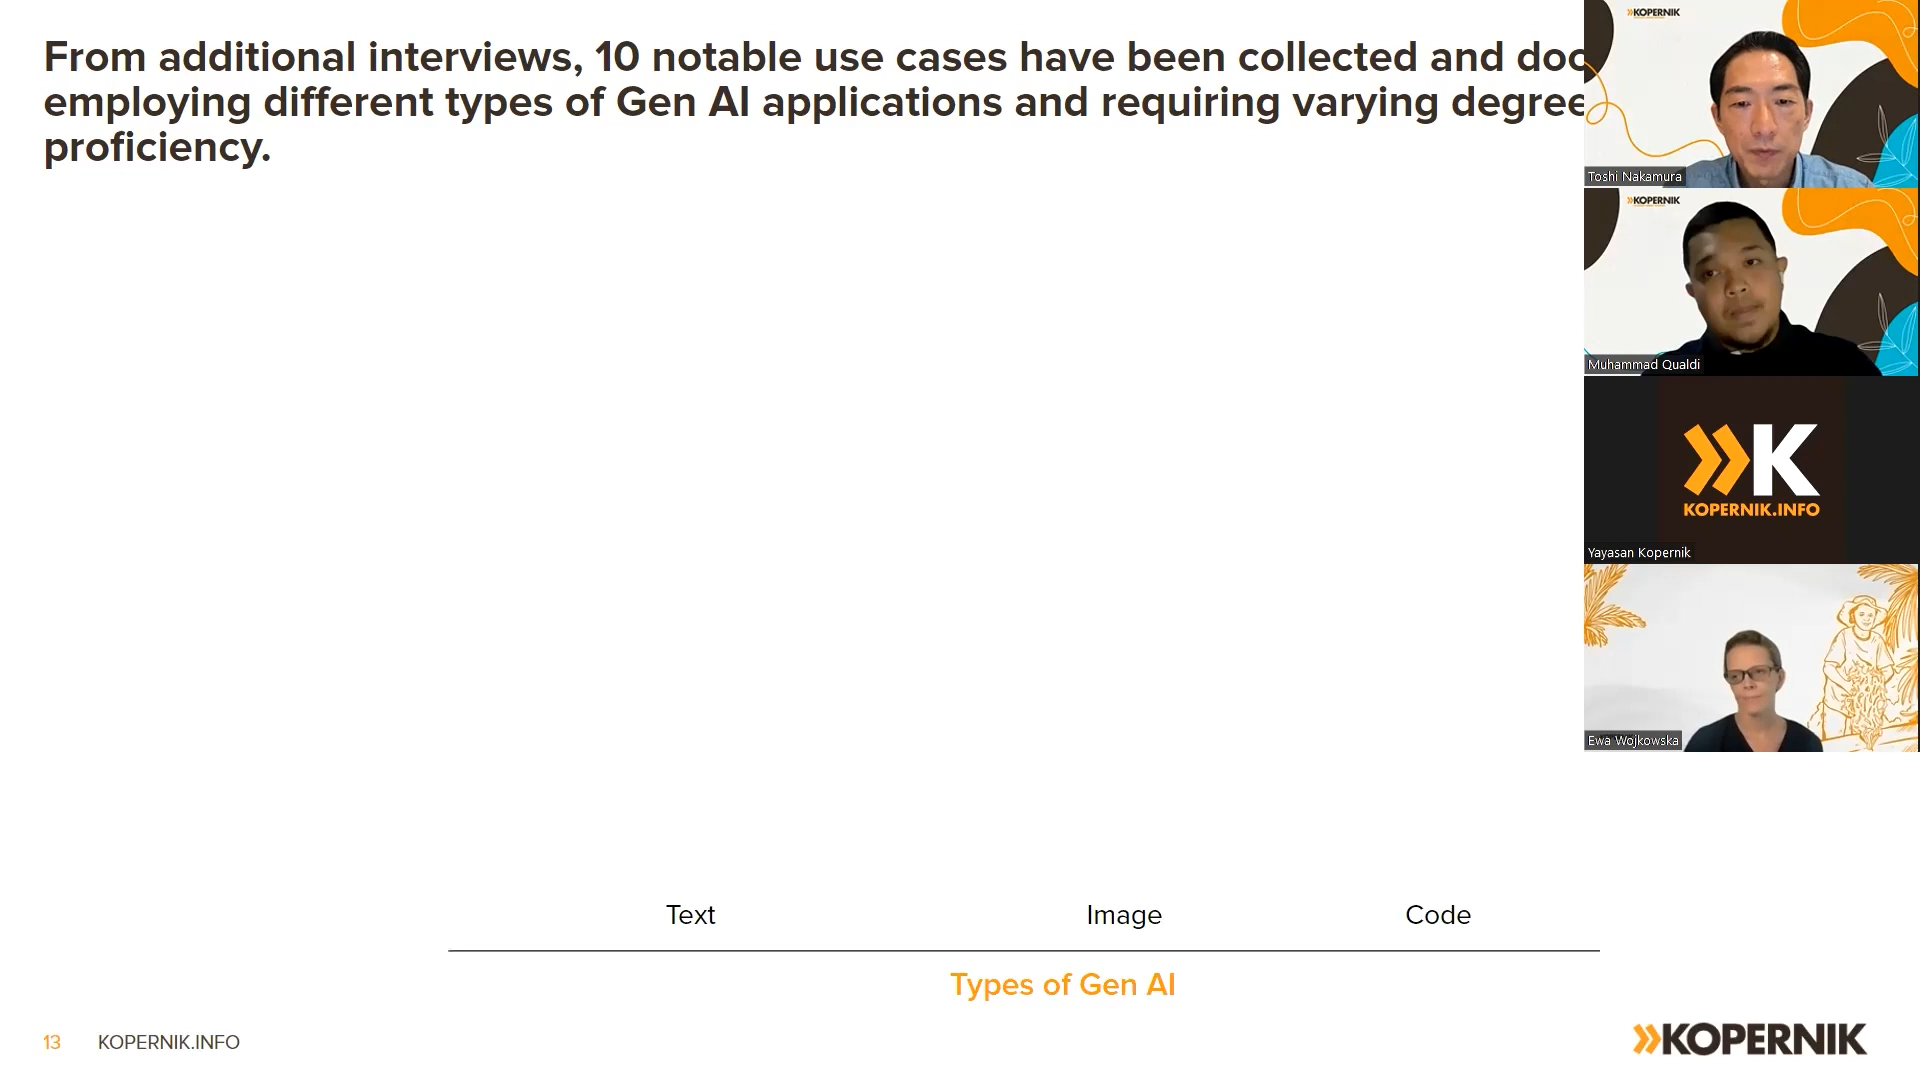 From additional interviews, 10 notable use cases have been collected and doc
employing different types of Gen AI applications and requiring varying degree
proficiency.
Text
Image
Code
Types of Gen AI
13
KOPERNIK.INFO
KOPERNIK
KOPERNIK
Toshi Nakamura
KOPERNIK
Muhammad Qualdi
K
KOPERNIK.INFO
Yayasan Kopernik
Ewa Wojkowska